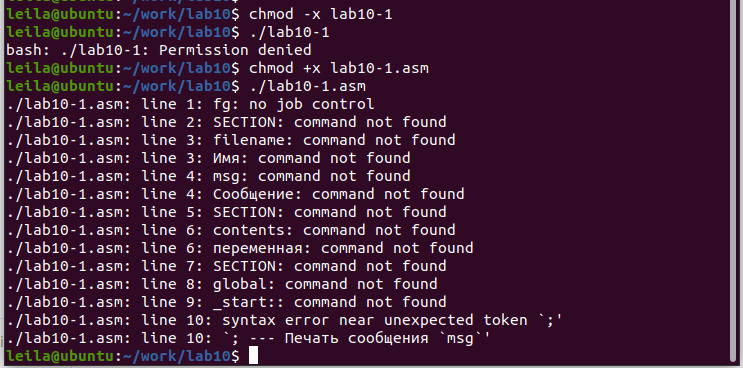 leila@ubuntu:~/work/lab10$ chmod -x lab10-1
leila@ubuntu:~/work/lab10$ ./lab10-1
bash: ./lab10-1: Permission denied
leila@ubuntu:~/work/lab10$ chmod +x lab10-1.asm
leila@ubuntu:~/work/lab10$ ./lab10-1.asm
./lab10-1.asm: line 1: fg: no job control
./lab10-1.asm: line 2: SECTION: command not found
./lab10-1.asm: line 3: filename: command not found
./lab10-1.asm: line 3: Имя: command not found
./lab10-1.asm: line 4: msg: command not found
./lab10-1.asm: line 4: Сообщение: command not found
./lab10-1.asm: line 5: SECTION: command not found
./lab10-1.asm: line 6: contents: command not found
./lab10-1.asm: line 6: переменная: command not found
./lab10-1.asm: line 7: SECTION: command not found
./lab10-1.asm: line 8: global: command not found
./lab10-1.asm: line 9: _start:: command not found
./lab10-1.asm: line 10: syntax error near unexpected token `;'
./lab10-1.asm: line 10: `; --- Печать сообщения `msg`'
leila@ubuntu:~/work/lab10$